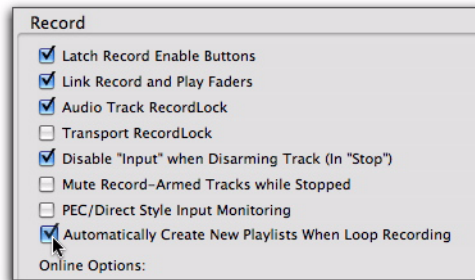 Record
Latch Record Enable Buttons
Link Record and Play Faders
Audio Track RecordLock
Transport RecordLock
Disable "Input" when Disarming Track (In "Stop")
Mute Record-Armed Tracks while Stopped
PEC/Direct Style Input Monitoring
Automatically Create New Playlists When Loop Recording
Online Options: